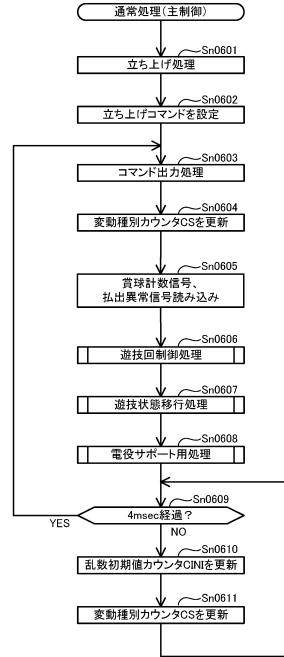 通常処理(主制御)
Sn0601
立ち上げ処理
Sn0602
立ち上げコマンドを設定
Sn0603
コマンド出力処理
Sn0604
変動種別カウンタCSを更新
Sn0605
賞球計数信号、
払出異常信号読み込み
Sn0606
遊技回制御処理
Sn0607
遊技状態移行処理
Sn0608
電役サポート用処理
Sn0609
4msec経過?
YES
NO
Sn0610
乱数初期値カウンタCINIを更新
Sn0611
変動種別カウンタCSを更新